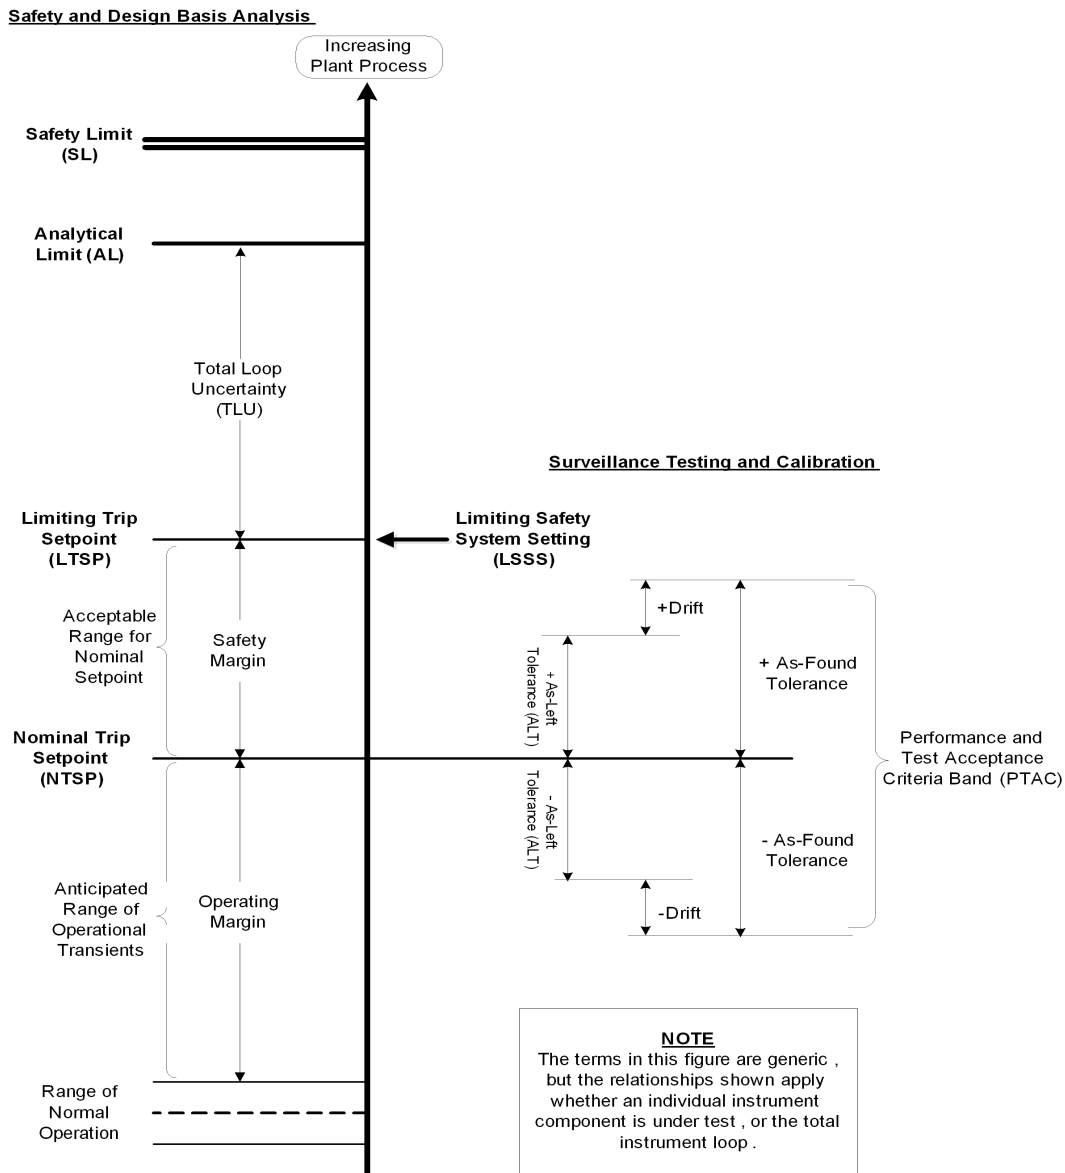 Safety and Design Basis Analysis
Increasing
Plant Process
Safety Limit
(SL)
Analytical
Limit (AL)
Total Loop
Uncertainty
(TLU)
Surveillance Testing and Calibration
Limiting Trip
Setpoint
(LTSP)
Limiting Safety
System Setting
(LSSS)
Acceptable
Range for
Nominal
Setpoint
Safety
Margin
+Drift
+ As-Left
Tolerance (ALT)
+ As-Found
Tolerance
Nominal Trip
Setpoint
(NTSP)
Performance and
Test Acceptance
Criteria Band (PTAC)
- As-Left
Tolerance (ALT)
- As-Found
Tolerance
Anticipated
Range of
Operational
Transients
Operating
Margin
-Drift
Range of
Normal
Operation
NOTE
The terms in this figure are generic ,
but the relationships shown apply
whether an individual instrument
component is under test , or the total
instrument loop .